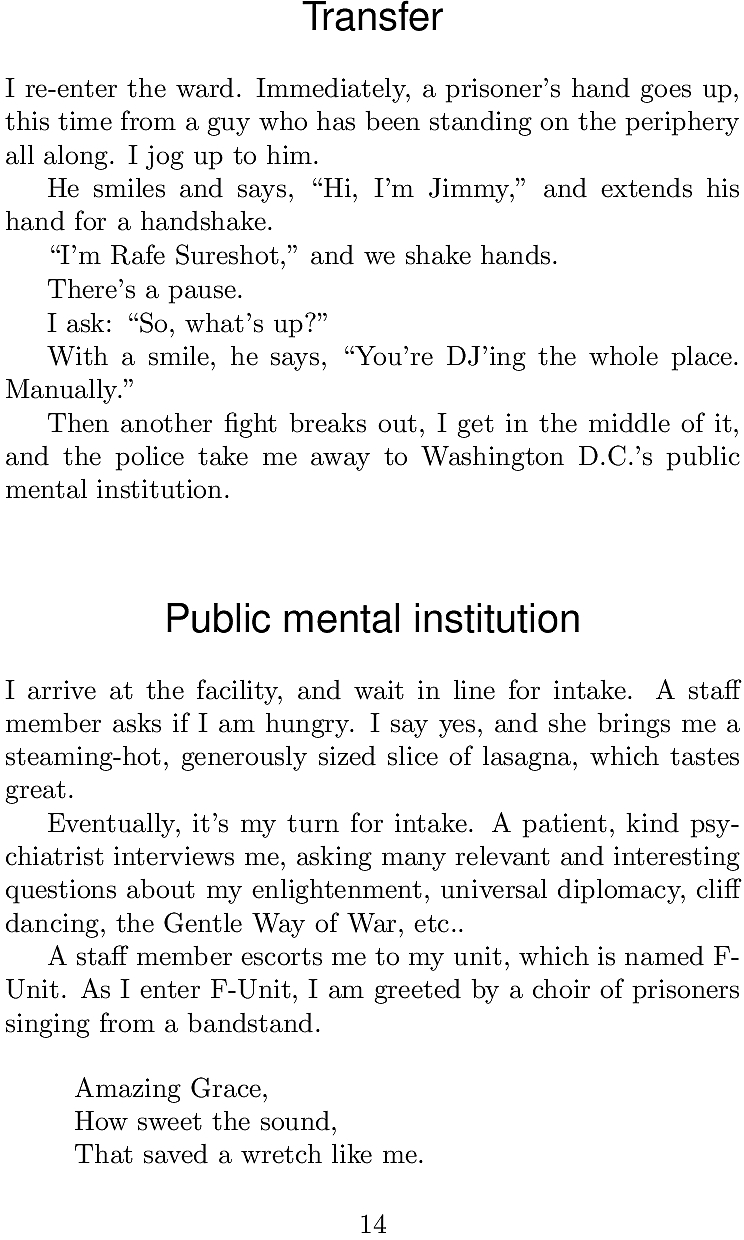 Transfer
I re-enter the ward. Immediately, a prisoner's hand goes up,
this time from a guy who has been standing on the periphery
all along. I jog up to him.
He smiles and says, “Hi, I'm Jimmy,” and extends his
hand for a handshake.
“I'm Rafe Sureshot,” and we shake hands.
There's a pause.
I ask: “So, what's up?”
With a smile, he says, “You're DJ'ing the whole place.
Manually.”
Then another fight breaks out, I get in the middle of it,
and the police take me away to Washington D.C.'s public
mental institution.
Public mental institution
I arrive at the facility, and wait in line for intake. A staff
member asks if I am hungry. I say yes, and she brings me a
steaming-hot, generously sized slice of lasagna, which tastes
great.
Eventually, it's my turn for intake. A patient, kind psy-
chiatrist interviews me, asking many relevant and interesting
questions about my enlightenment, universal diplomacy, cliff
dancing, the Gentle Way of War, etc..
A staff member escorts me to my unit, which is named F-
Unit. As I enter F-Unit, I am greeted by a choir of prisoners
singing from a bandstand.
Amazing Grace,
How sweet the sound,
That saved a wretch like me.
14